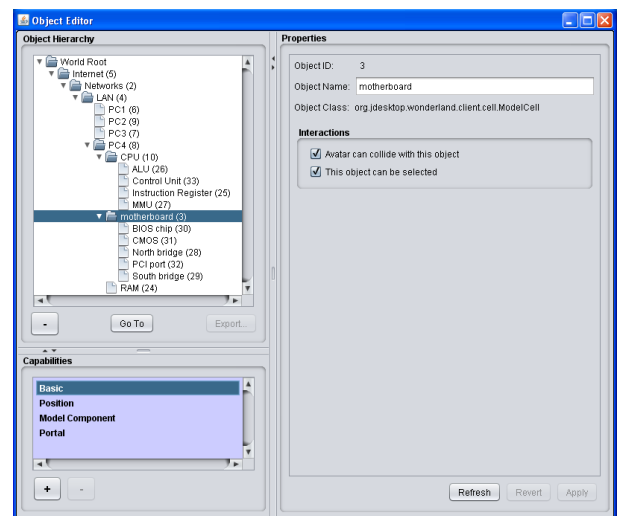 Object Editor
Object Hierarchy
World Root
Internet (5)
Networks (2)
LAN (4)
PC1 (6)
PC2 (9)
PC3 (7)
PC4 (8)
CPU (10)
ALU (26)
Control Unit (33)
Instruction Register (25)
MMU (27)
motherboard (3)
BIOS chip (30)
CMOS (31)
North bridge (28)
PCI port (32)
South bridge (29)
RAM (24)
- Go To Export...
Capabilities
Basic
Position
Model Component
Portal
+ -
Properties
Object ID: 3
Object Name: motherboard
Object Class: org.jdesktop.wonderland.client.cell.ModelCell
Interactions
Avatar can collide with this object
This object can be selected
Refresh Revert Apply